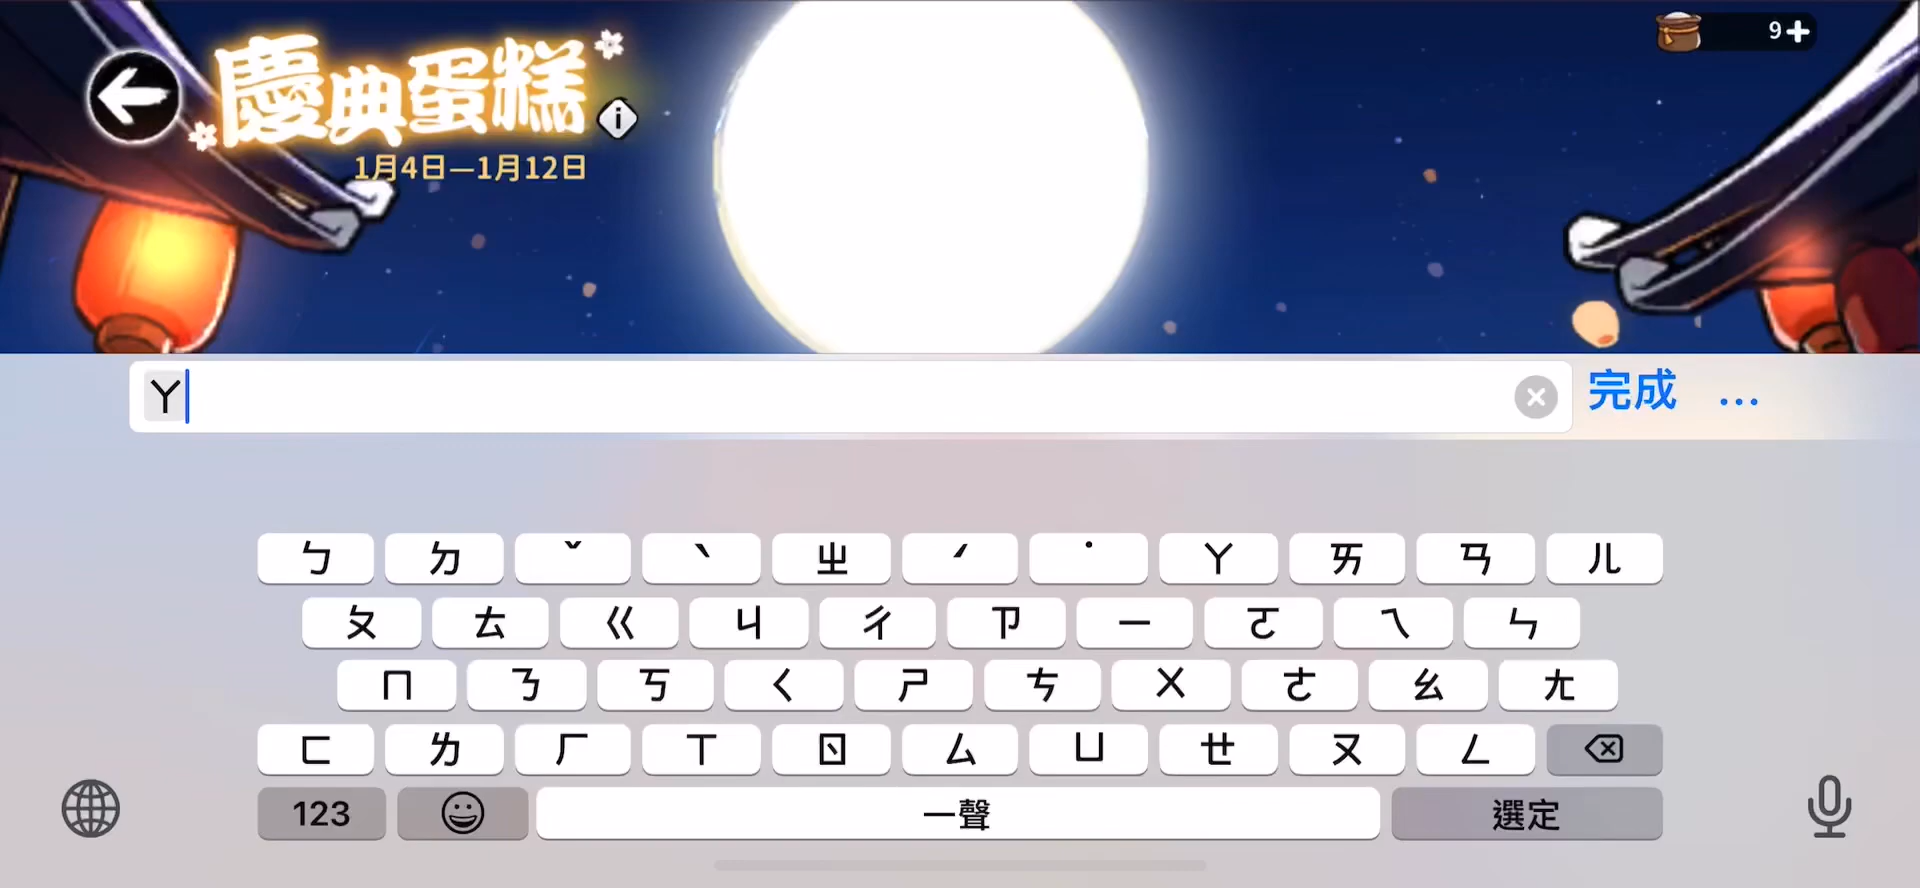 9+
慶典蛋糕
i
1月4日—1月12日
ㄚ
完成 ...
ㄅ ㄉ ˇ ˋ ㄓ ˊ ˙ ㄚ ㄞ ㄢ ㄦ
ㄆ ㄊ ㄍ ㄐ ㄔ ㄗ ㄧ ㄛ ㄟ ㄣ
ㄇ ㄋ ㄎ ㄑ ㄕ ㄘ ㄨ ㄜ ㄠ ㄤ
ㄈ ㄌ ㄏ ㄒ ㄖ ㄙ ㄩ ㄝ ㄡ ㄥ
123 一聲 選定